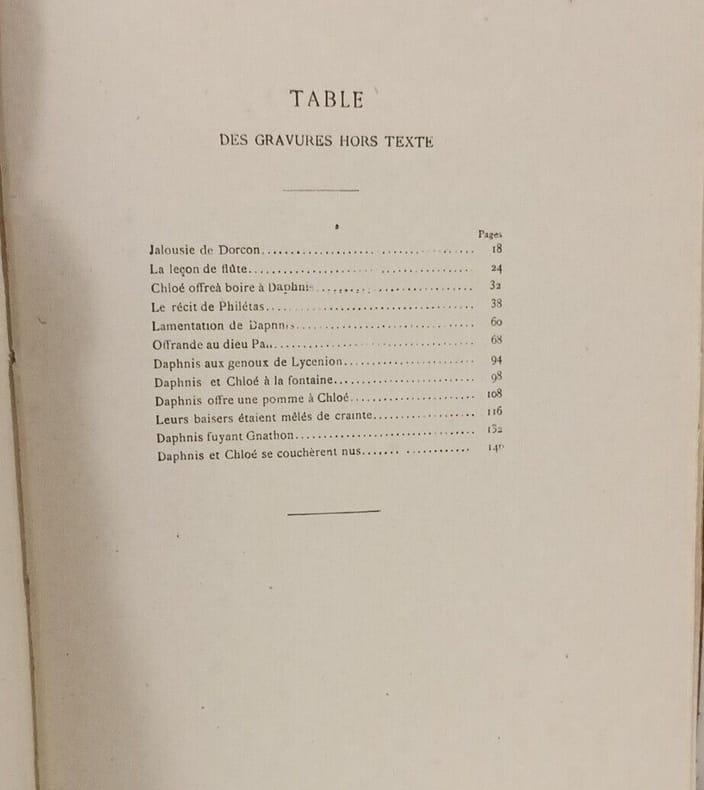 TABLE
DES GRAVURES HORS TEXTE
Pages
Jalousie de Dorcon.......................................... 18
La leçon de flûte.......................................... 24
Chloé offreà boire à Daphnis.......................................... 32
Le récit de Philétas.......................................... 38
Lamentation de Daphnis.......................................... 60
Offrande au dieu Pan.......................................... 68
Daphnis aux genoux de Lycenion.......................................... 94
Daphnis et Chloé à la fontaine.......................................... 98
Daphnis offre une pomme à Chloé.......................................... 108
Leurs baisers étaient mêlés de crainte.......................................... 116
Daphnis fuyant Gnathon.......................................... 132
Daphnis et Chloé se couchèrent nus..........................................